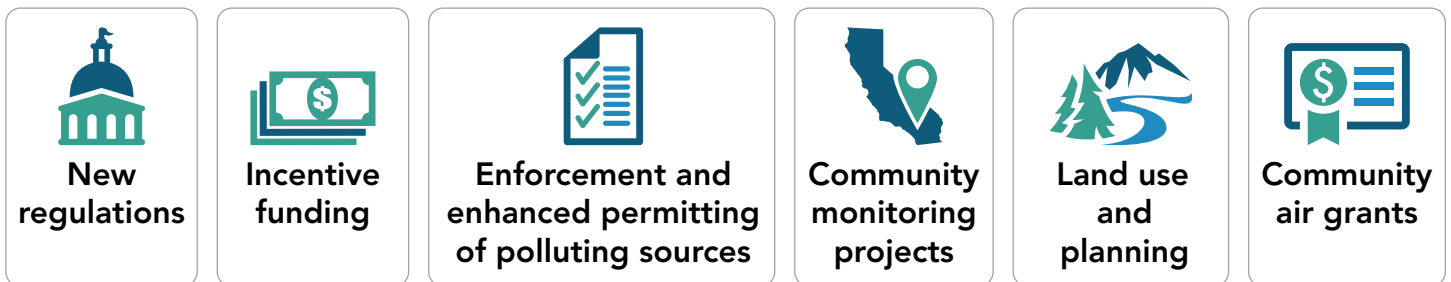 $
$
New
regulations
Incentive
funding
Enforcement and
enhanced permitting
of polluting sources
Community
monitoring
projects
Land use
and
planning
Community
air grants